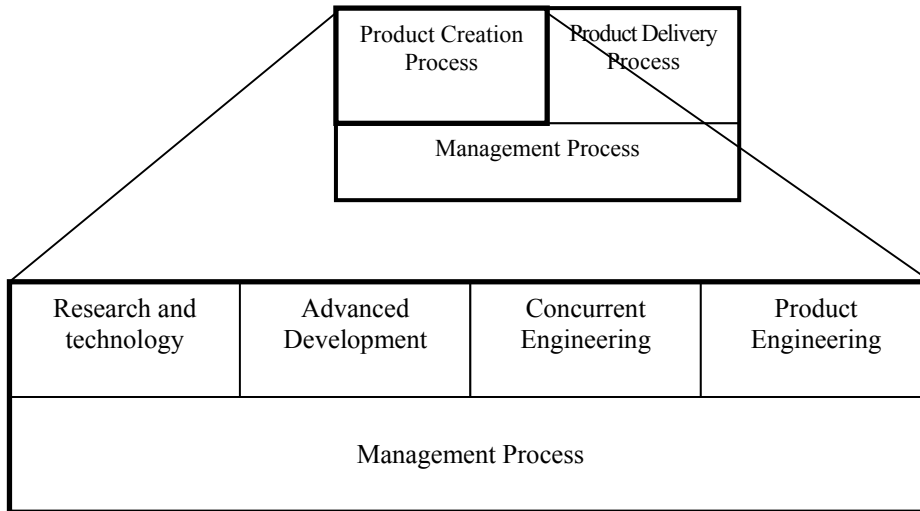 Product Creation
Process
Product Delivery
Process
Management Process
Research and
technology
Advanced
Development
Concurrent
Engineering
Product
Engineering
Management Process